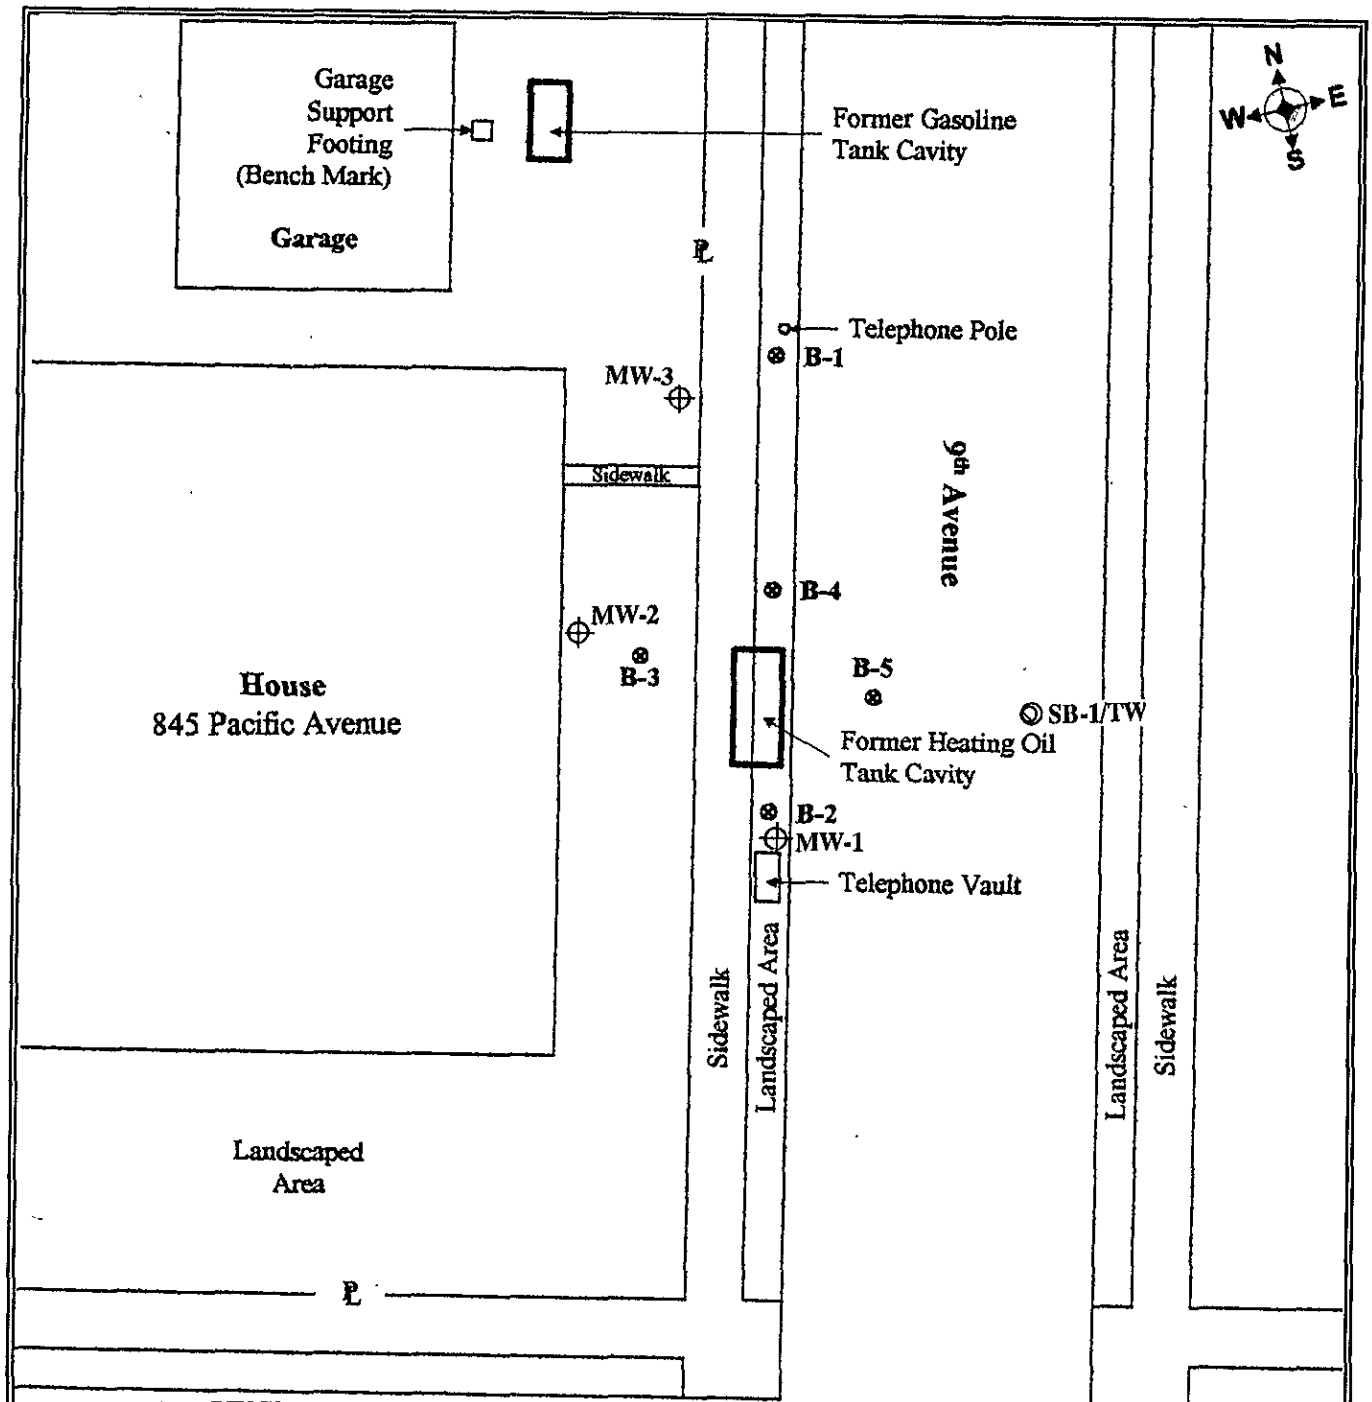 Garage
Support
Footing
(Bench Mark)
Garage
Former Gasoline
Tank Cavity
N
W
E
S
PL
Telephone Pole
B-1
MW-3
Sidewalk
9th Avenue
B-4
MW-2
B-3
B-5
SB-1/TW
House
845 Pacific Avenue
Former Heating Oil
Tank Cavity
B-2
MW-1
Telephone Vault
Sidewalk
Landscaped Area
Landscaped Area
Sidewalk
Landscaped
Area
PL